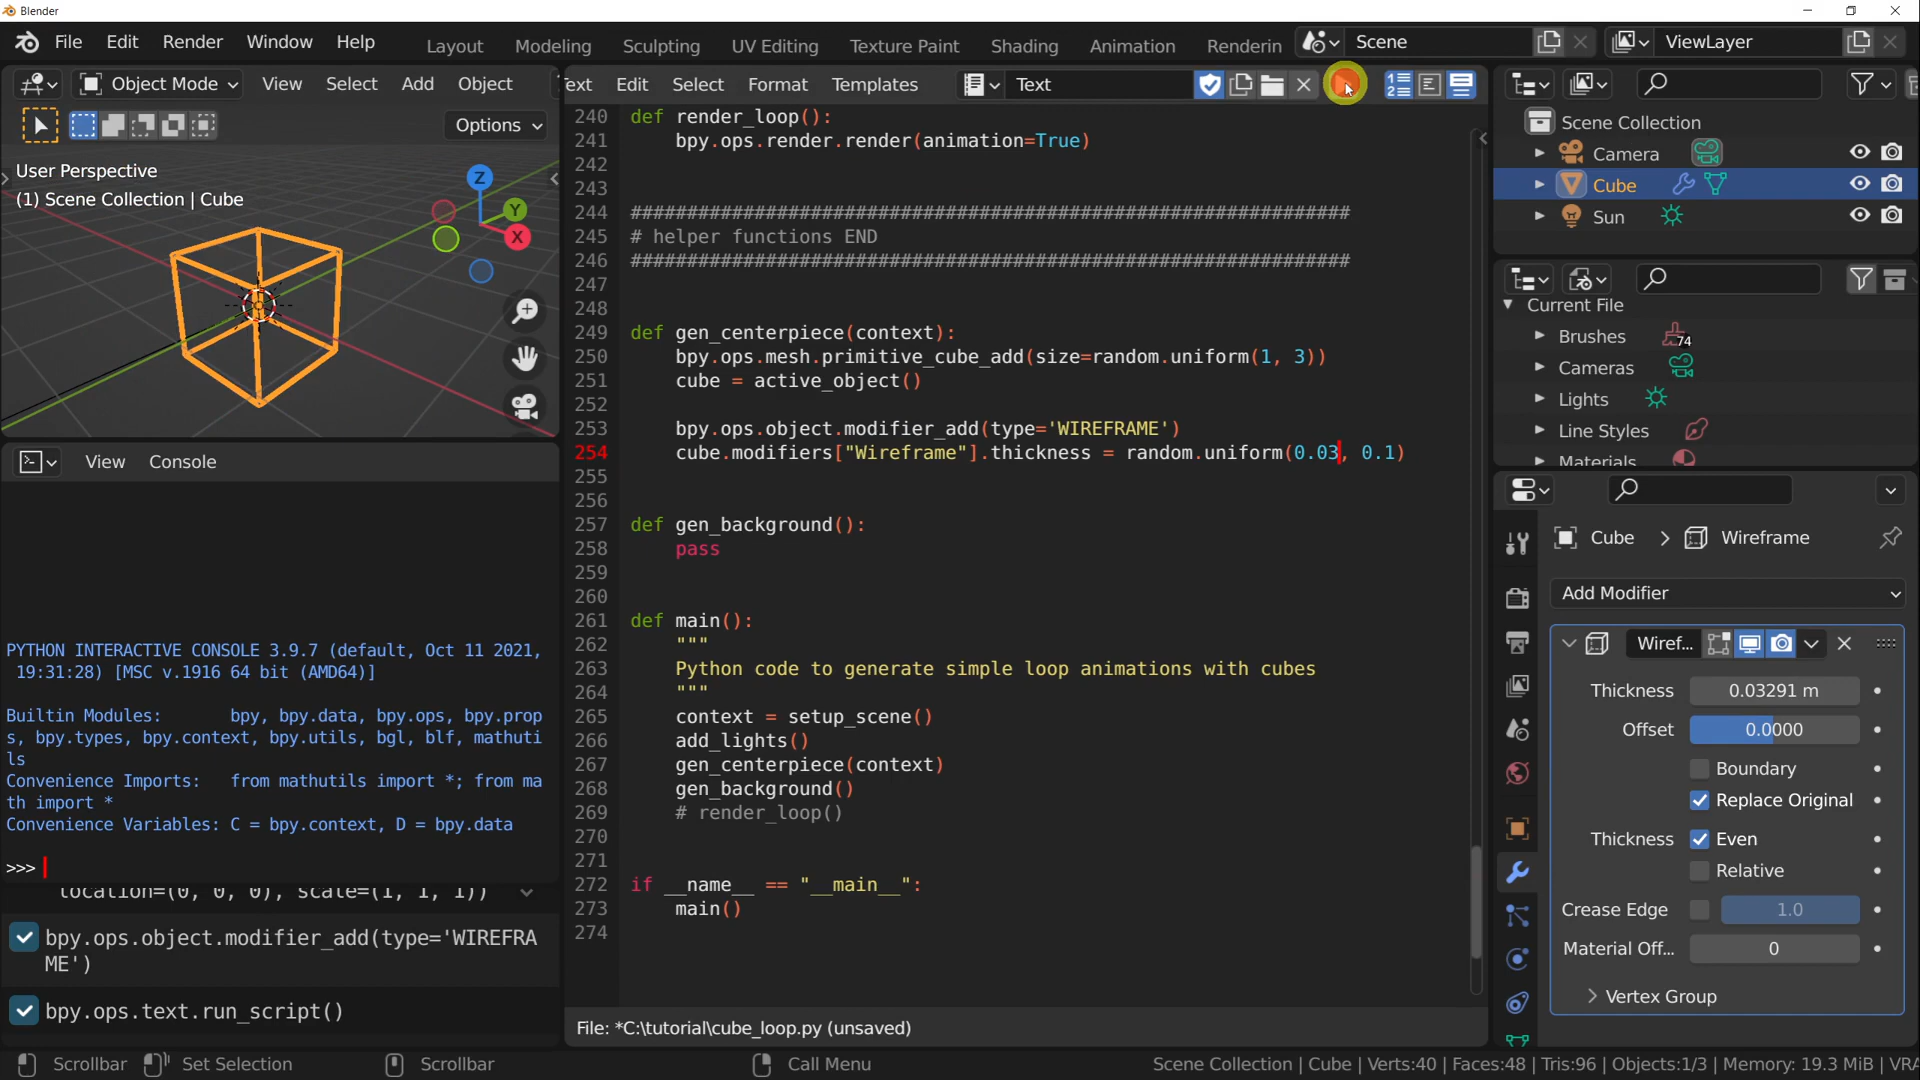 Blender
File Edit Render Window Help Layout Modeling Sculpting UV Editing Texture Paint Shading Animation Renderin Scene ViewLayer
Object Mode View Select Add Object
Options
User Perspective
(1) Scene Collection | Cube
Z
Y
X
View Console
PYTHON INTERACTIVE CONSOLE 3.9.7 (default, Oct 11 2021,
19:31:28) [MSC v.1916 64 bit (AMD64)]
Builtin Modules: bpy, bpy.data, bpy.ops, bpy.prop
s, bpy.types, bpy.context, bpy.utils, bgl, blf, mathuti
ls
Convenience Imports: from mathutils import *; from ma
th import *
Convenience Variables: C = bpy.context, D = bpy.data
>>>
location=(0, 0, 0), scale=(1, 1, 1))
bpy.ops.object.modifier_add(type='WIREFRA
ME')
bpy.ops.text.run_script()
ext Edit Select Format Templates Text
240 def render_loop():
241 bpy.ops.render.render(animation=True)
242
243
244 ################################################################
245 # helper functions END
246 ################################################################
247
248
249 def gen_centerpiece(context):
250 bpy.ops.mesh.primitive_cube_add(size=random.uniform(1, 3))
251 cube = active_object()
252
253 bpy.ops.object.modifier_add(type='WIREFRAME')
254 cube.modifiers["Wireframe"].thickness = random.uniform(0.03, 0.1)
255
256
257 def gen_background():
258 pass
259
260
261 def main():
262 """
263 Python code to generate simple loop animations with cubes
264 """
265 context = setup_scene()
266 add_lights()
267 gen_centerpiece(context)
268 gen_background()
269 # render_loop()
270
271
272 if __name__ == "__main__":
273 main()
274
File: *C:\tutorial\cube_loop.py (unsaved)
Scene Collection
Camera
Cube
Sun
Current File
Brushes 74
Cameras
Lights
Line Styles
Materials
Cube > Wireframe
Add Modifier
Wiref...
Thickness 0.03291 m
Offset 0.0000
Boundary
Replace Original
Thickness Even
Relative
Crease Edge 1.0
Material Off... 0
Vertex Group
Scrollbar Set Selection Scrollbar Call Menu Scene Collection | Cube | Verts:40 | Faces:48 | Tris:96 | Objects:1/3 | Memory: 19.3 MiB | VRA